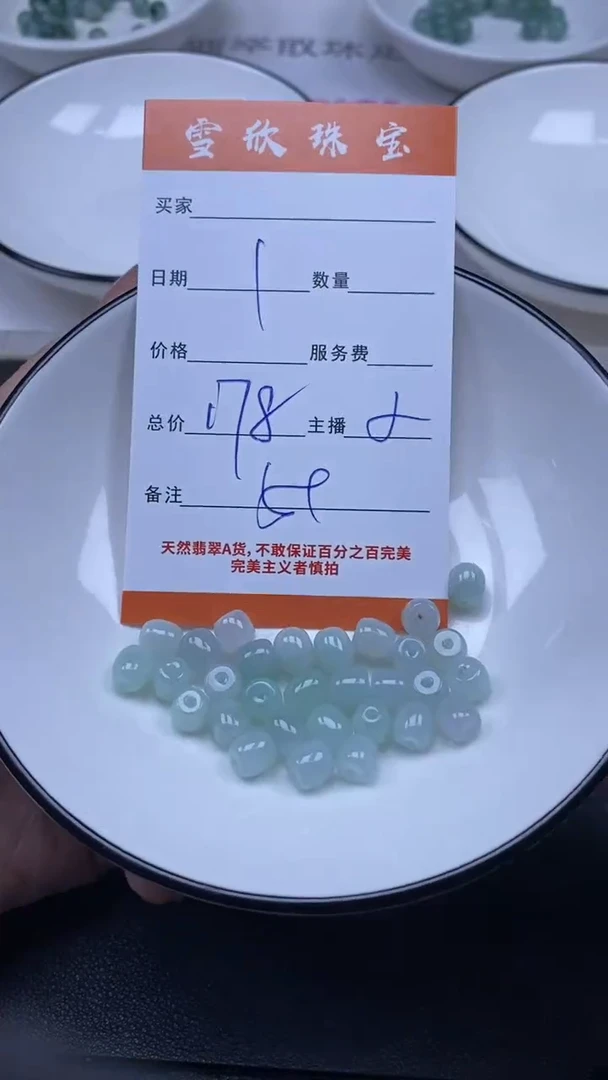 雪欣珠宝
买家
日期 1 数量
价格 服务费
总价 178 主播
备注
天然翡翠A货,不敢保证百分之百完美
完美主义者慎拍